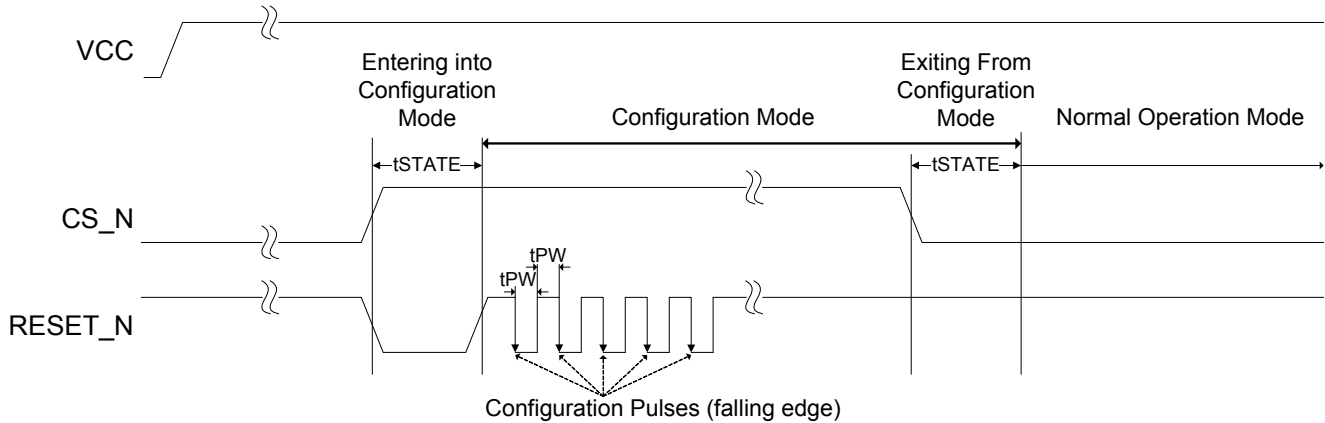 VCC
Entering into
Configuration
Mode
Configuration Mode
Exiting From
Configuration
Mode
Normal Operation Mode
tSTATE
tSTATE
CS_N
tPW
tPW
RESET_N
Configuration Pulses (falling edge)